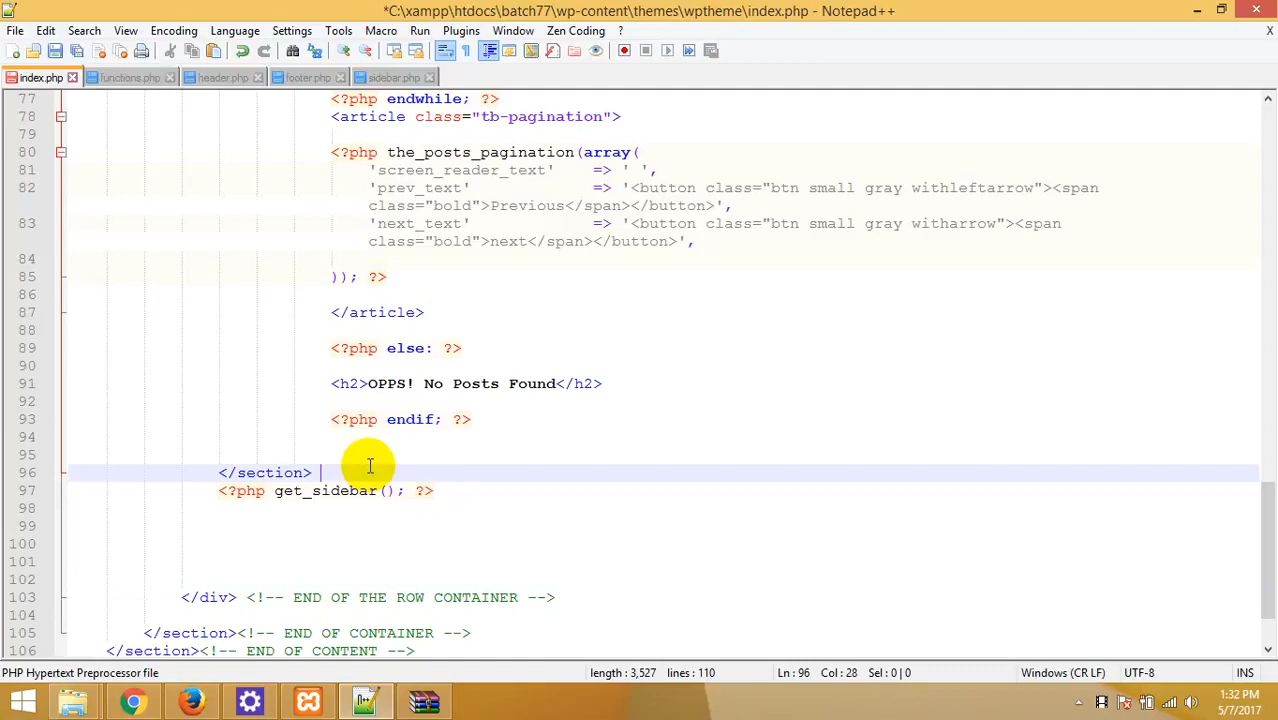 *C:\xampp\htdocs\batch77\wp-content\themes\wptheme\index.php - Notepad++
File Edit Search View Encoding Language Settings Tools Macro Run Plugins Window Zen Coding ? X
index.php functions.php header.php footer.php sidebar.php
77 <?php endwhile; ?>
78 <article class="tb-pagination">
79
80 <?php the_posts_pagination(array(
81 'screen_reader_text' => ' ',
82 'prev_text' => '<button class="btn small gray withleftarrow"><span
class="bold">Previous</span></button>',
83 'next_text' => '<button class="btn small gray witharrow"><span
class="bold">next</span></button>',
84
85 )); ?>
86
87 </article>
88
89 <?php else: ?>
90
91 <h2>OPPS! No Posts Found</h2>
92
93 <?php endif; ?>
94
95
96 </section>
97 <?php get_sidebar(); ?>
98
99
100
101
102
103 </div> <!-- END OF THE ROW CONTAINER -->
104
105 </section><!-- END OF CONTAINER -->
106 </section><!-- END OF CONTENT -->
PHP Hypertext Preprocessor file length : 3,527 lines : 110 Ln : 96 Col : 28 Sel : 0 | 0 Windows (CR LF) UTF-8 INS
1:32 PM
5/7/2017